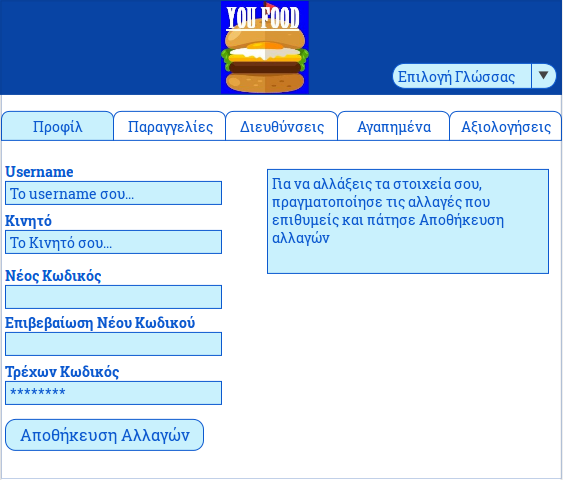 YOU FOOD
Επιλογή Γλώσσας
Προφίλ
Παραγγελίες
Διευθύνσεις
Αγαπημένα
Αξιολογήσεις
Username
Το username σου...
Κινητό
Το Κινητό σου...
Νέος Κωδικός
Επιβεβαίωση Νέου Κωδικού
Τρέχων Κωδικός
********
Αποθήκευση Αλλαγών
Για να αλλάξεις τα στοιχεία σου,
πραγματοποίησε τις αλλαγές που
επιθυμείς και πάτησε Αποθήκευση
αλλαγών